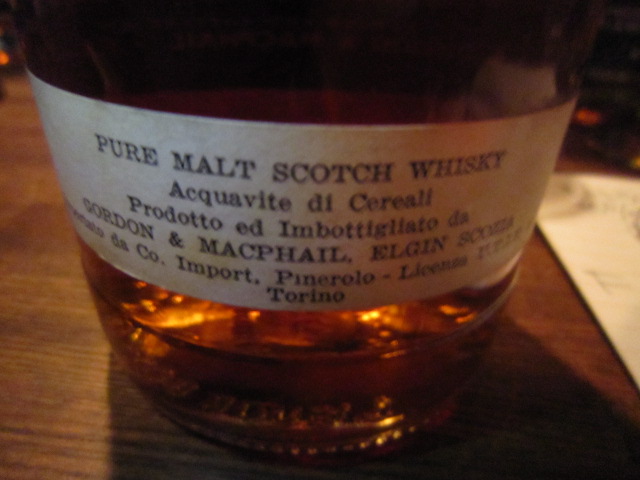 PURE MALT SCOTCH WHISKY
Acquavite di Cereali
Prodotto ed Imbottigliato da
GORDON & MACPHAIL, ELGIN SCOZIA
da Co. Import, Pinerolo - Licenza U.T.I.F.
Torino